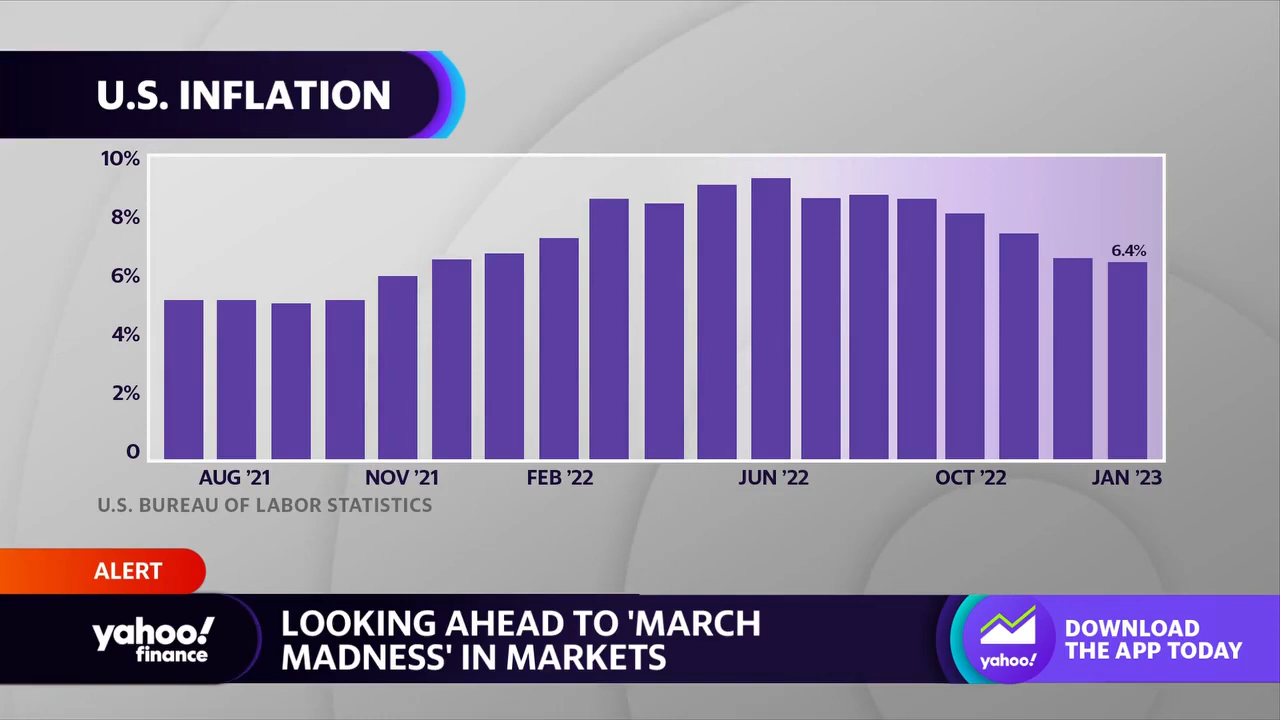 U.S. INFLATION
10%
8%
6%
4%
2%
0
6.4%
AUG ’21 NOV ’21 FEB ’22 JUN ’22 OCT ’22 JAN ’23
U.S. BUREAU OF LABOR STATISTICS
ALERT
yahoo!
finance
LOOKING AHEAD TO 'MARCH
MADNESS' IN MARKETS
yahoo!
DOWNLOAD
THE APP TODAY